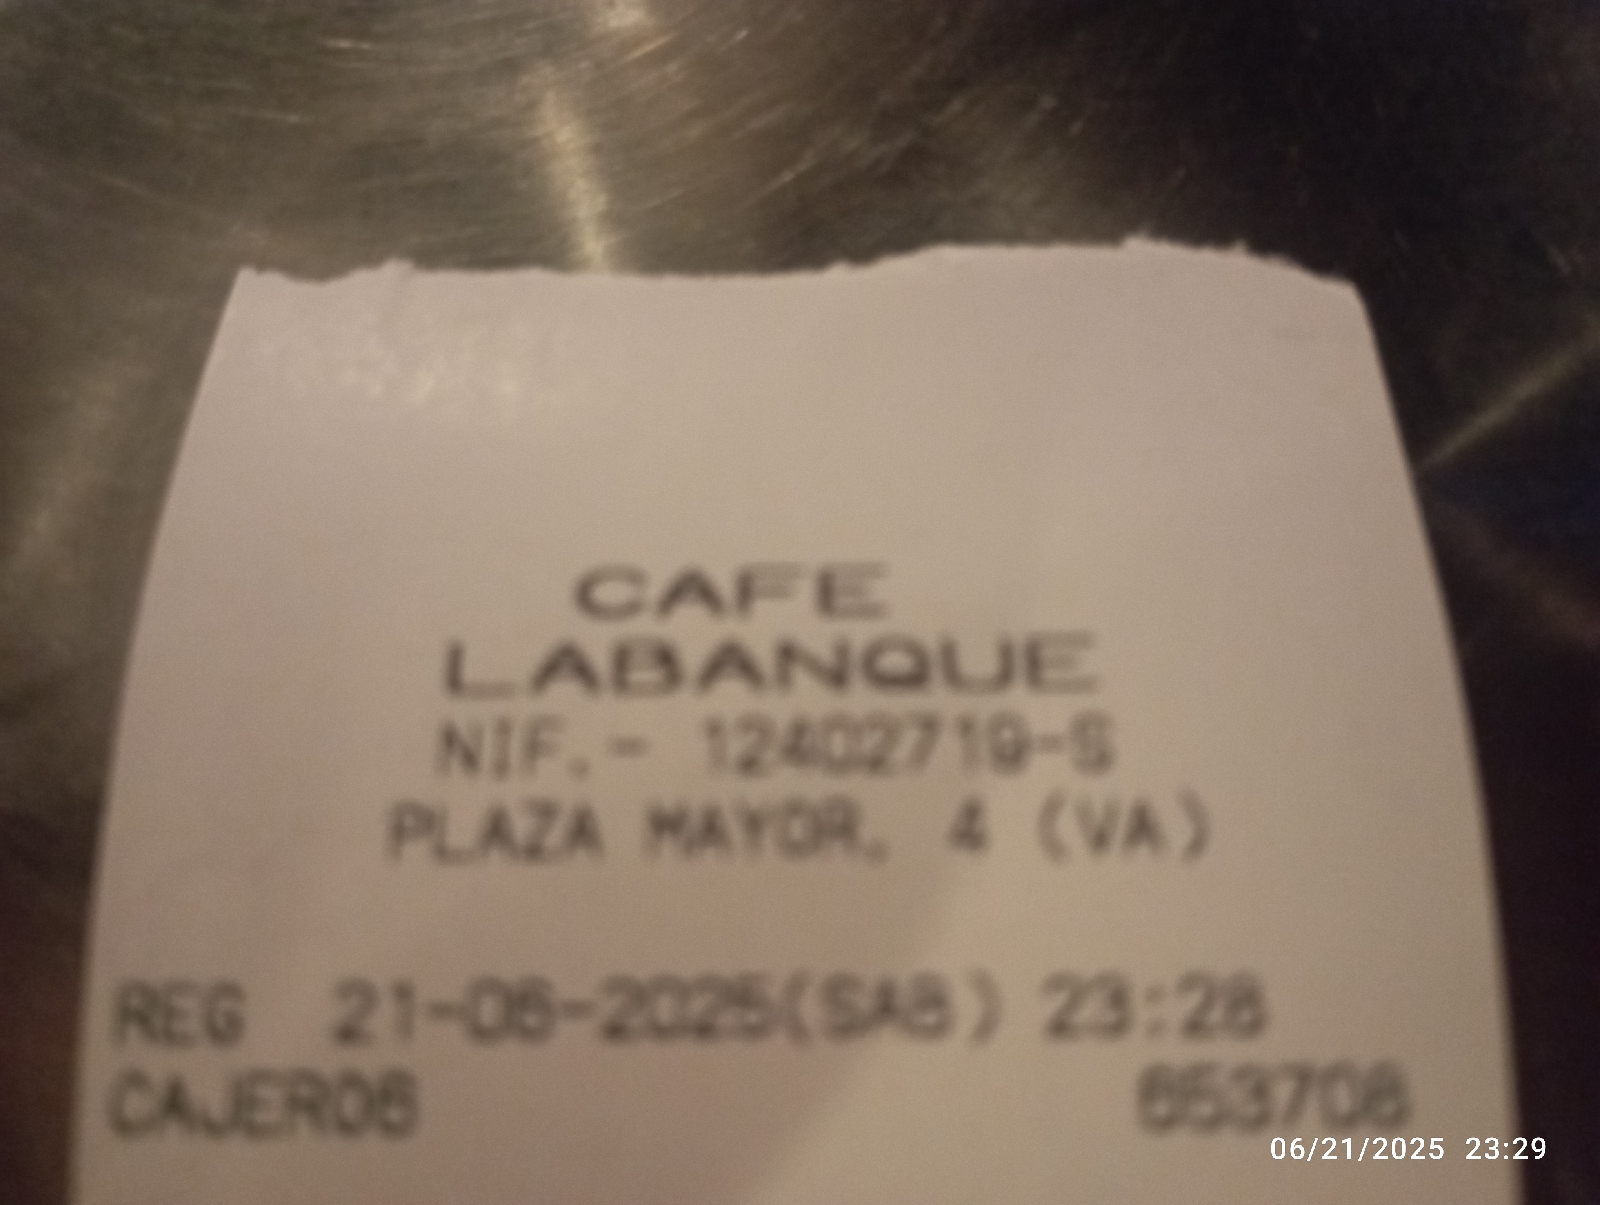 CAFE
LABANQUE
NIF.- 12402719-S
PLAZA MAYOR, 4 (VA)
REG 21-06-2025(SAB) 23:28
CAJERO6 653706
06/21/2025 23:29